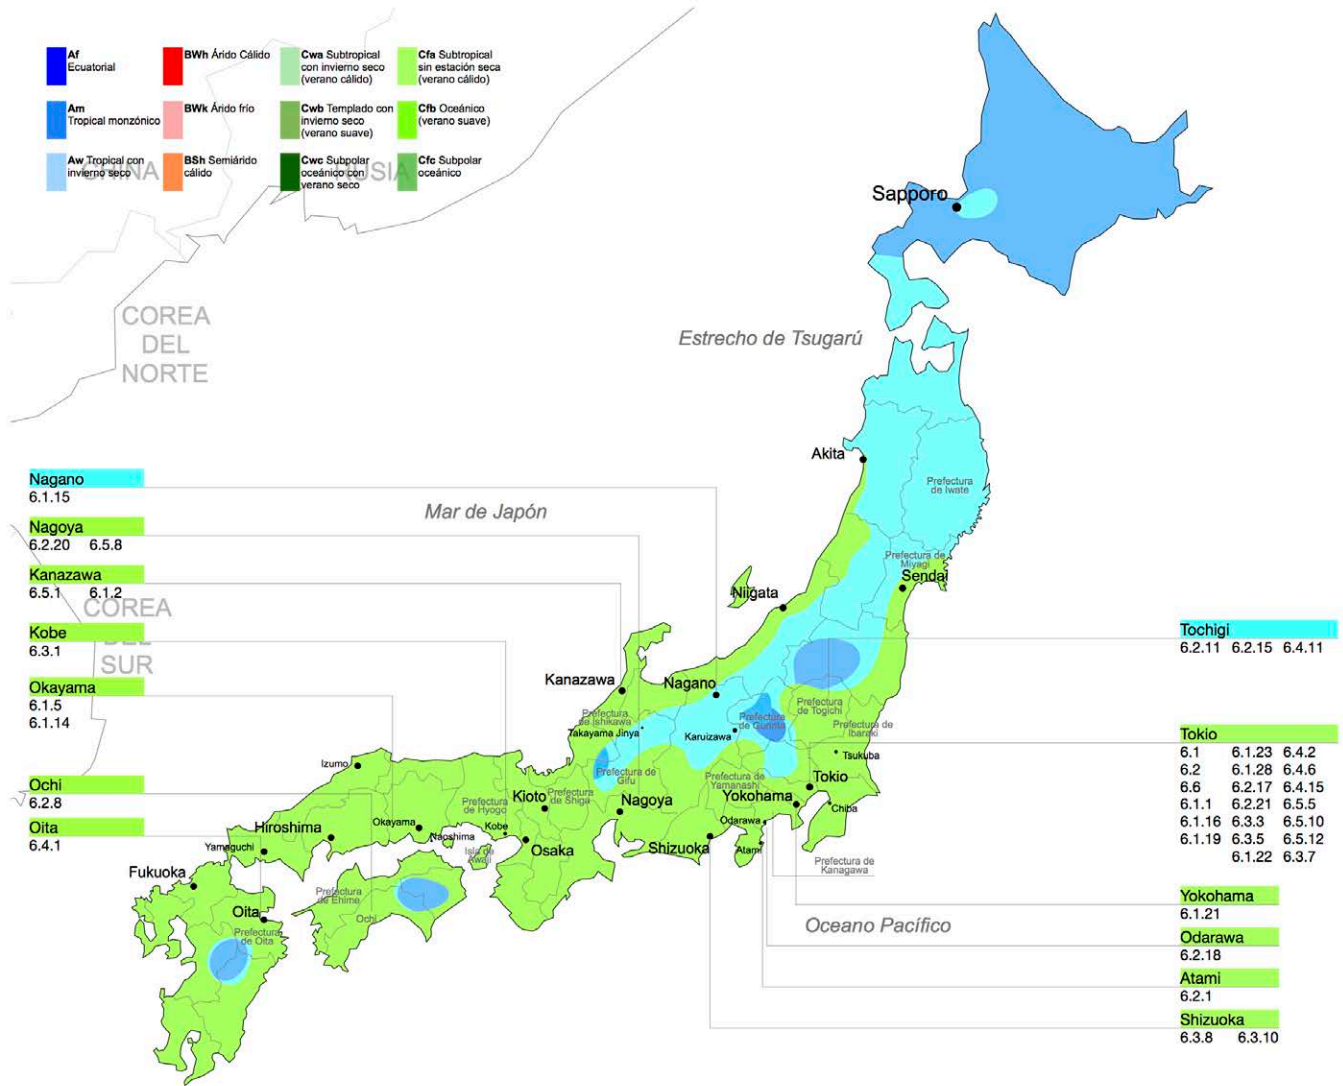 Af
Ecuatorial
BWh Árido Cálido
Cwa Subtropical
con invierno seco
(verano cálido)
Cfa Subtropical
sin estación seca
(verano cálido)
Am
Tropical monzónico
BWk Árido frío
Cwb Templado con
invierno seco
(verano suave)
Cfb Oceánico
(verano suave)
Aw Tropical con
invierno seco
BSh Semiárido
cálido
Cwc Subpolar
oceánico con
verano seco
Cfc Subpolar
oceánico
CHINA
RUSIA
Sapporo
COREA
DEL
NORTE
Estrecho de Tsugarú
Akita
Prefectura
de Iwate
Nagano
6.1.15
Mar de Japón
Nagoya
6.2.20 6.5.8
Prefectura de
Miyagi
Sendai
Kanazawa
6.5.1 6.1.2
COREA
DEL
SUR
Niigata
Kobe
6.3.1
Tochigi
6.2.11 6.2.15 6.4.11
Okayama
6.1.5
6.1.14
Kanazawa
Nagano
Prefectura
de Ishikawa
Takayama Jinya
Prefectura
de Gunma
Karuizawa
Prefectura
de Togichi
Prefectura de
Ibaraki
Tsukuba
Tokio
6.1 6.1.23 6.4.2
6.2 6.1.28 6.4.6
6.6 6.2.17 6.4.15
6.1.1 6.2.21 6.5.5
6.1.16 6.3.3 6.5.10
6.1.19 6.3.5 6.5.12
6.1.22 6.3.7
Ochi
6.2.8
Oita
6.4.1
Izumo
Prefectura de
Gifu
Prefectura de
Yamanashi
Tokio
Kioto
Prefectura
de Shiga
Prefectura
de Hyogo
Nagoya
Yokohama
Chiba
Odarawa
Hiroshima
Okayama
Naoshima
Kobe
Osaka
Isla de
Awaji
Shizuoka
Atami
Yamaguchi
Prefectura de
Kanagawa
Fukuoka
Prefectura
de Ehime
Ochi
Oita
Prefectura
de Oita
Oceano Pacífico
Yokohama
6.1.21
Odarawa
6.2.18
Atami
6.2.1
Shizuoka
6.3.8 6.3.10